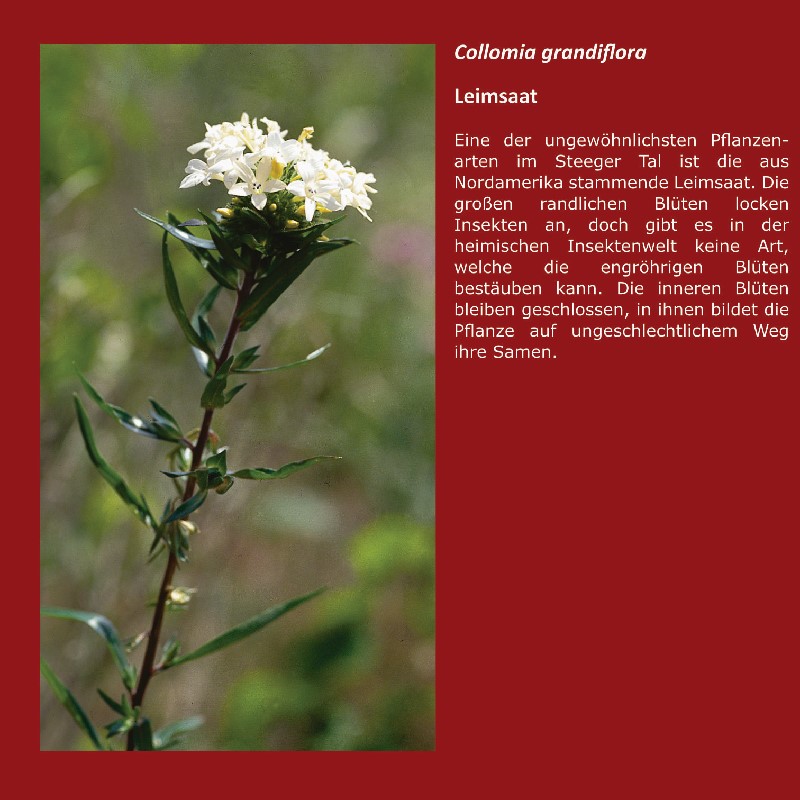 Collomia grandiflora
Leimsaat
Eine der ungewöhnlichsten Pflanzen-
arten im Steeger Tal ist die aus
Nordamerika stammende Leimsaat. Die
großen randlichen Blüten locken
Insekten an, doch gibt es in der
heimischen Insektenwelt keine Art,
welche die engröhrigen Blüten
bestäuben kann. Die inneren Blüten
bleiben geschlossen, in ihnen bildet die
Pflanze auf ungeschlechtlichem Weg
ihre Samen.